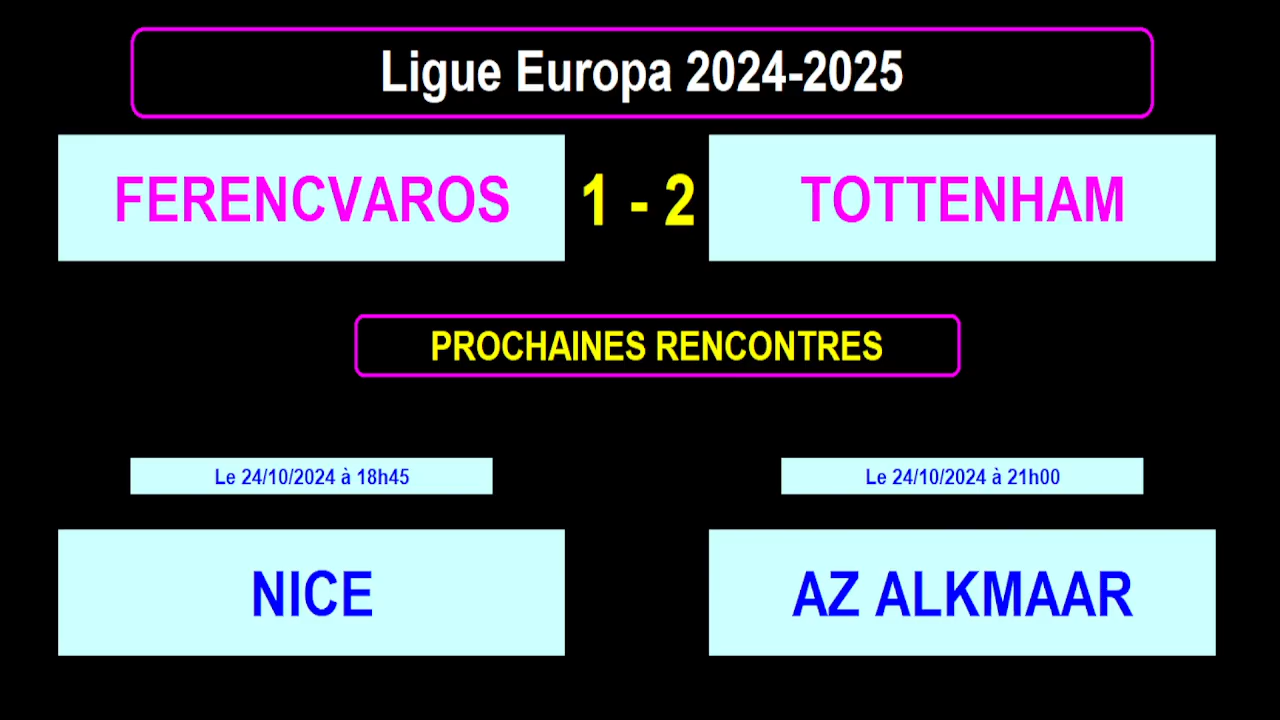 Ligue Europa 2024-2025
FERENCVAROS 1 - 2 TOTTENHAM
PROCHAINES RENCONTRES
Le 24/10/2024 à 18h45
Le 24/10/2024 à 21h00
NICE
AZ ALKMAAR